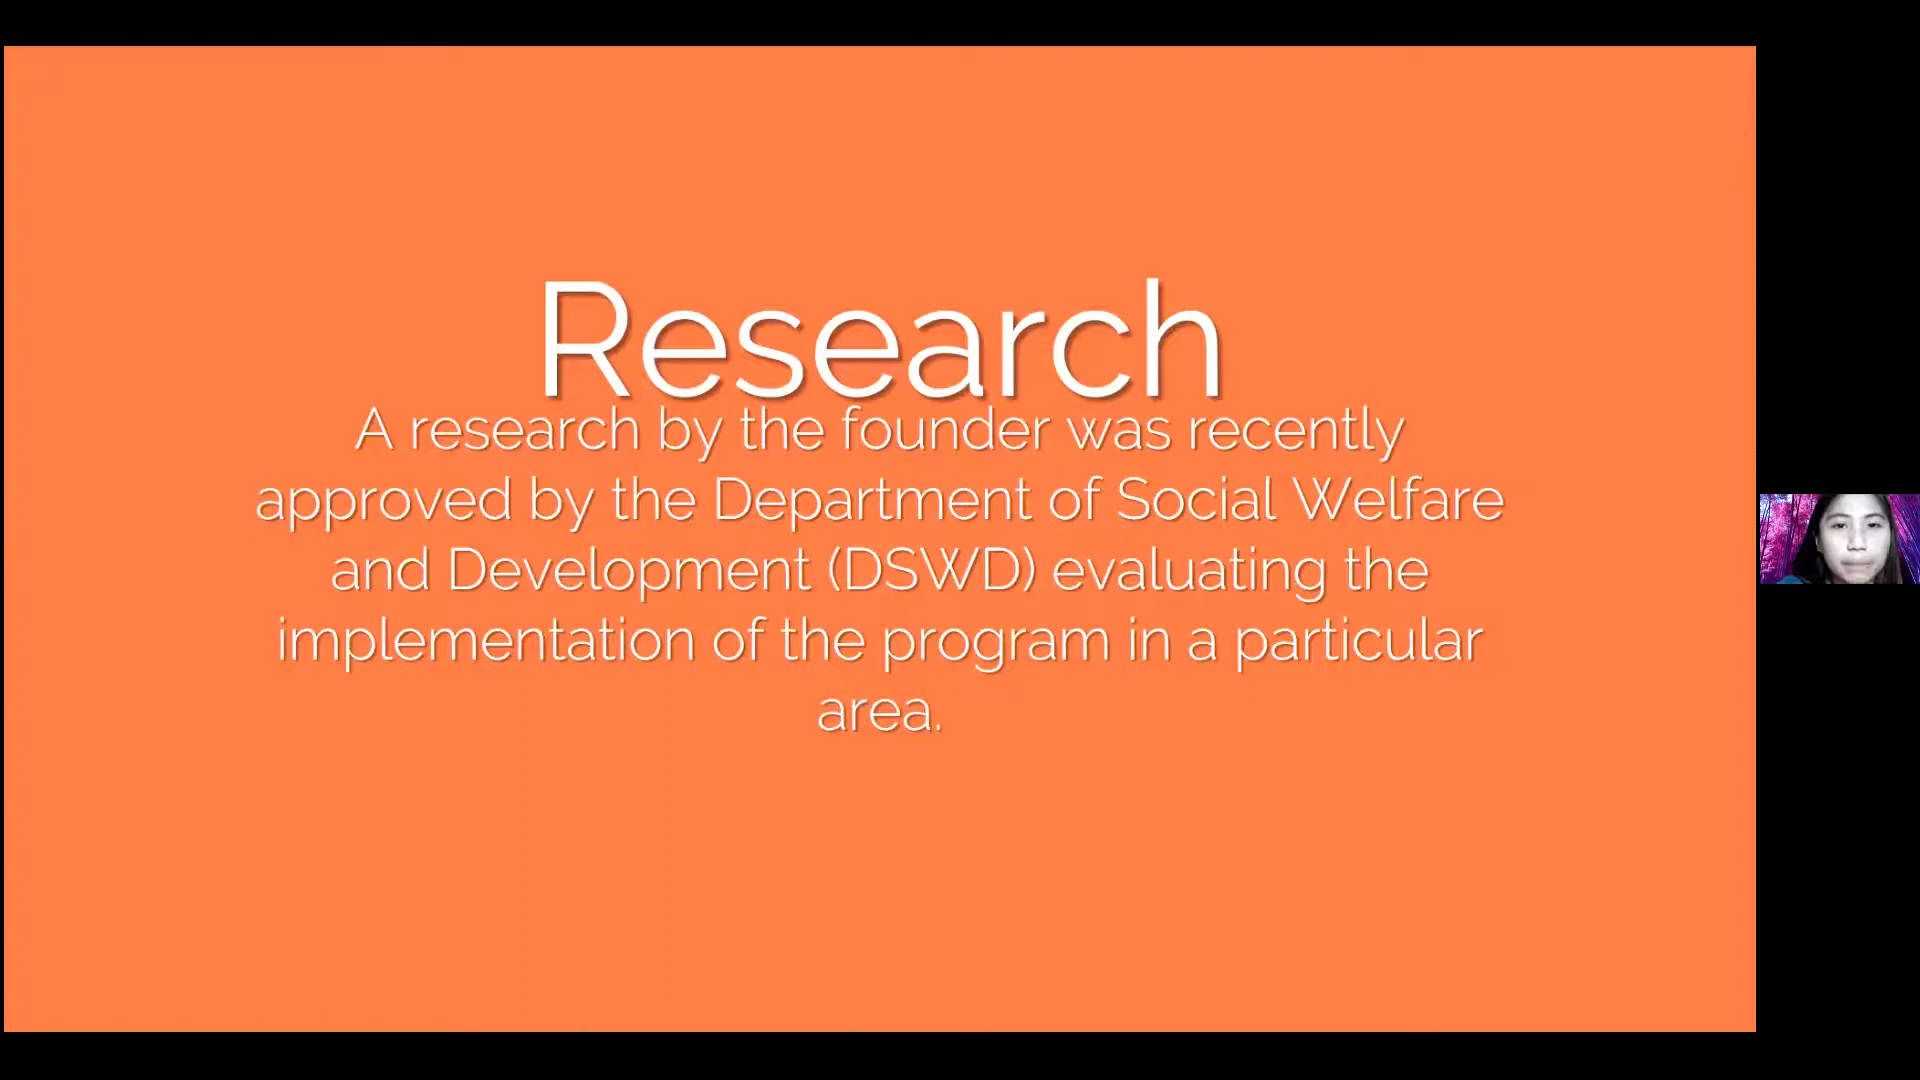 Research
A research by the founder was recently
approved by the Department of Social Welfare
and Development (DSWD) evaluating the
implementation of the program in a particular
area.